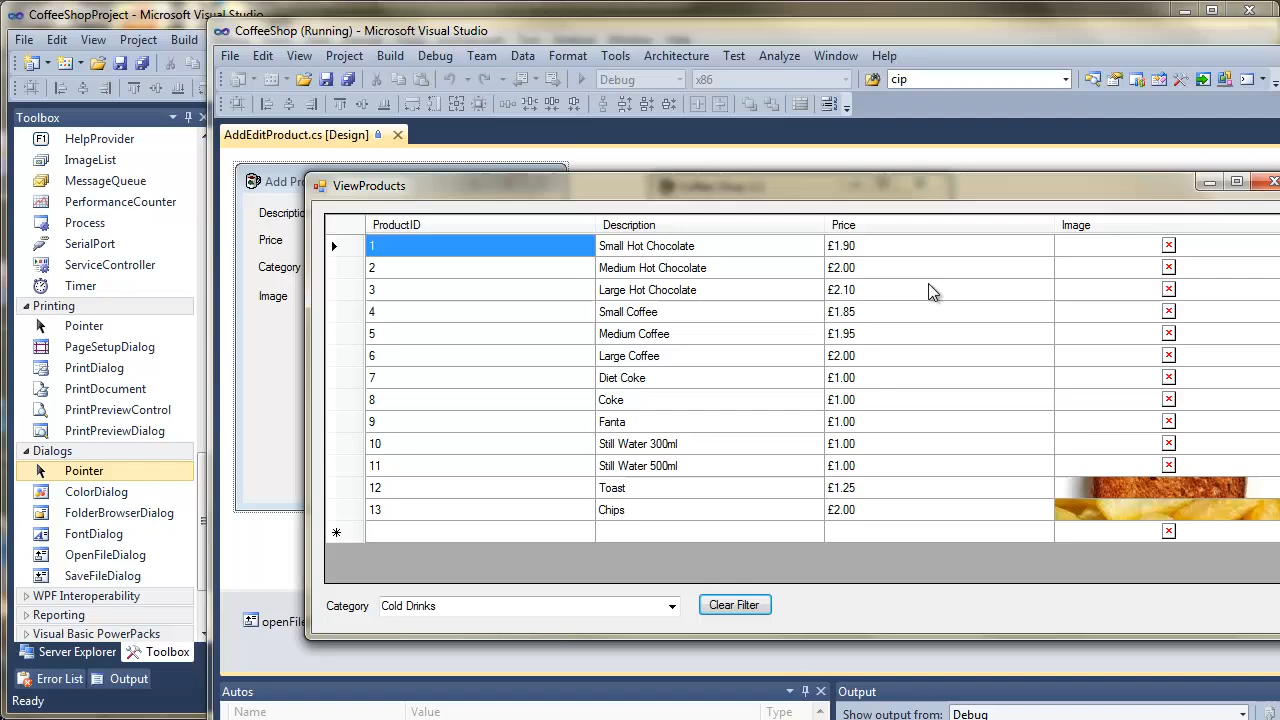 CoffeeShopProject - Microsoft Visual Studio
File Edit View Project Build
Toolbox
HelpProvider
ImageList
MessageQueue
PerformanceCounter
Process
SerialPort
ServiceController
Timer
Printing
Pointer
PageSetupDialog
PrintDialog
PrintDocument
PrintPreviewControl
PrintPreviewDialog
Dialogs
Pointer
ColorDialog
FolderBrowserDialog
FontDialog
OpenFileDialog
SaveFileDialog
WPF Interoperability
Reporting
Visual Basic PowerPacks
Server Explorer Toolbox
Error List Output
Ready
CoffeeShop (Running) - Microsoft Visual Studio
File Edit View Project Build Debug Team Data Format Tools Architecture Test Analyze Window Help
Debug x86 cip
AddEditProduct.cs [Design]
Add Pro
Descriptio
Price
Category
Image
openFile
ViewProducts
ProductID Description Price Image
1 Small Hot Chocolate £1.90
2 Medium Hot Chocolate £2.00
3 Large Hot Chocolate £2.10
4 Small Coffee £1.85
5 Medium Coffee £1.95
6 Large Coffee £2.00
7 Diet Coke £1.00
8 Coke £1.00
9 Fanta £1.00
10 Still Water 300ml £1.00
11 Still Water 500ml £1.00
12 Toast £1.25
13 Chips £2.00
Category Cold Drinks Clear Filter
Autos
Name Value Type
Output
Show output from: Debug